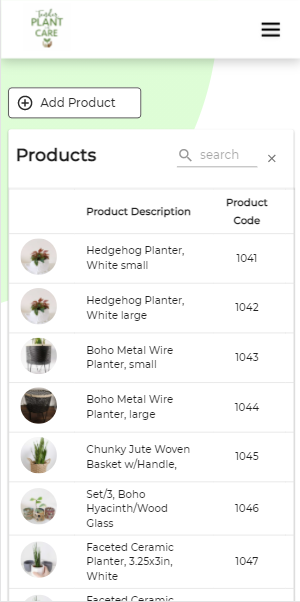 Tender
PLANT
CARE
Add Product
Products
search
Product Description
Product
Code
Hedgehog Planter,
White small
1041
Hedgehog Planter,
White large
1042
Boho Metal Wire
Planter, small
1043
Boho Metal Wire
Planter, large
1044
Chunky Jute Woven
Basket w/Handle,
1045
Set/3, Boho
Hyacinth/Wood
Glass
1046
Faceted Ceramic
Planter, 3.25x3in,
White
1047
Faceted Ceramic